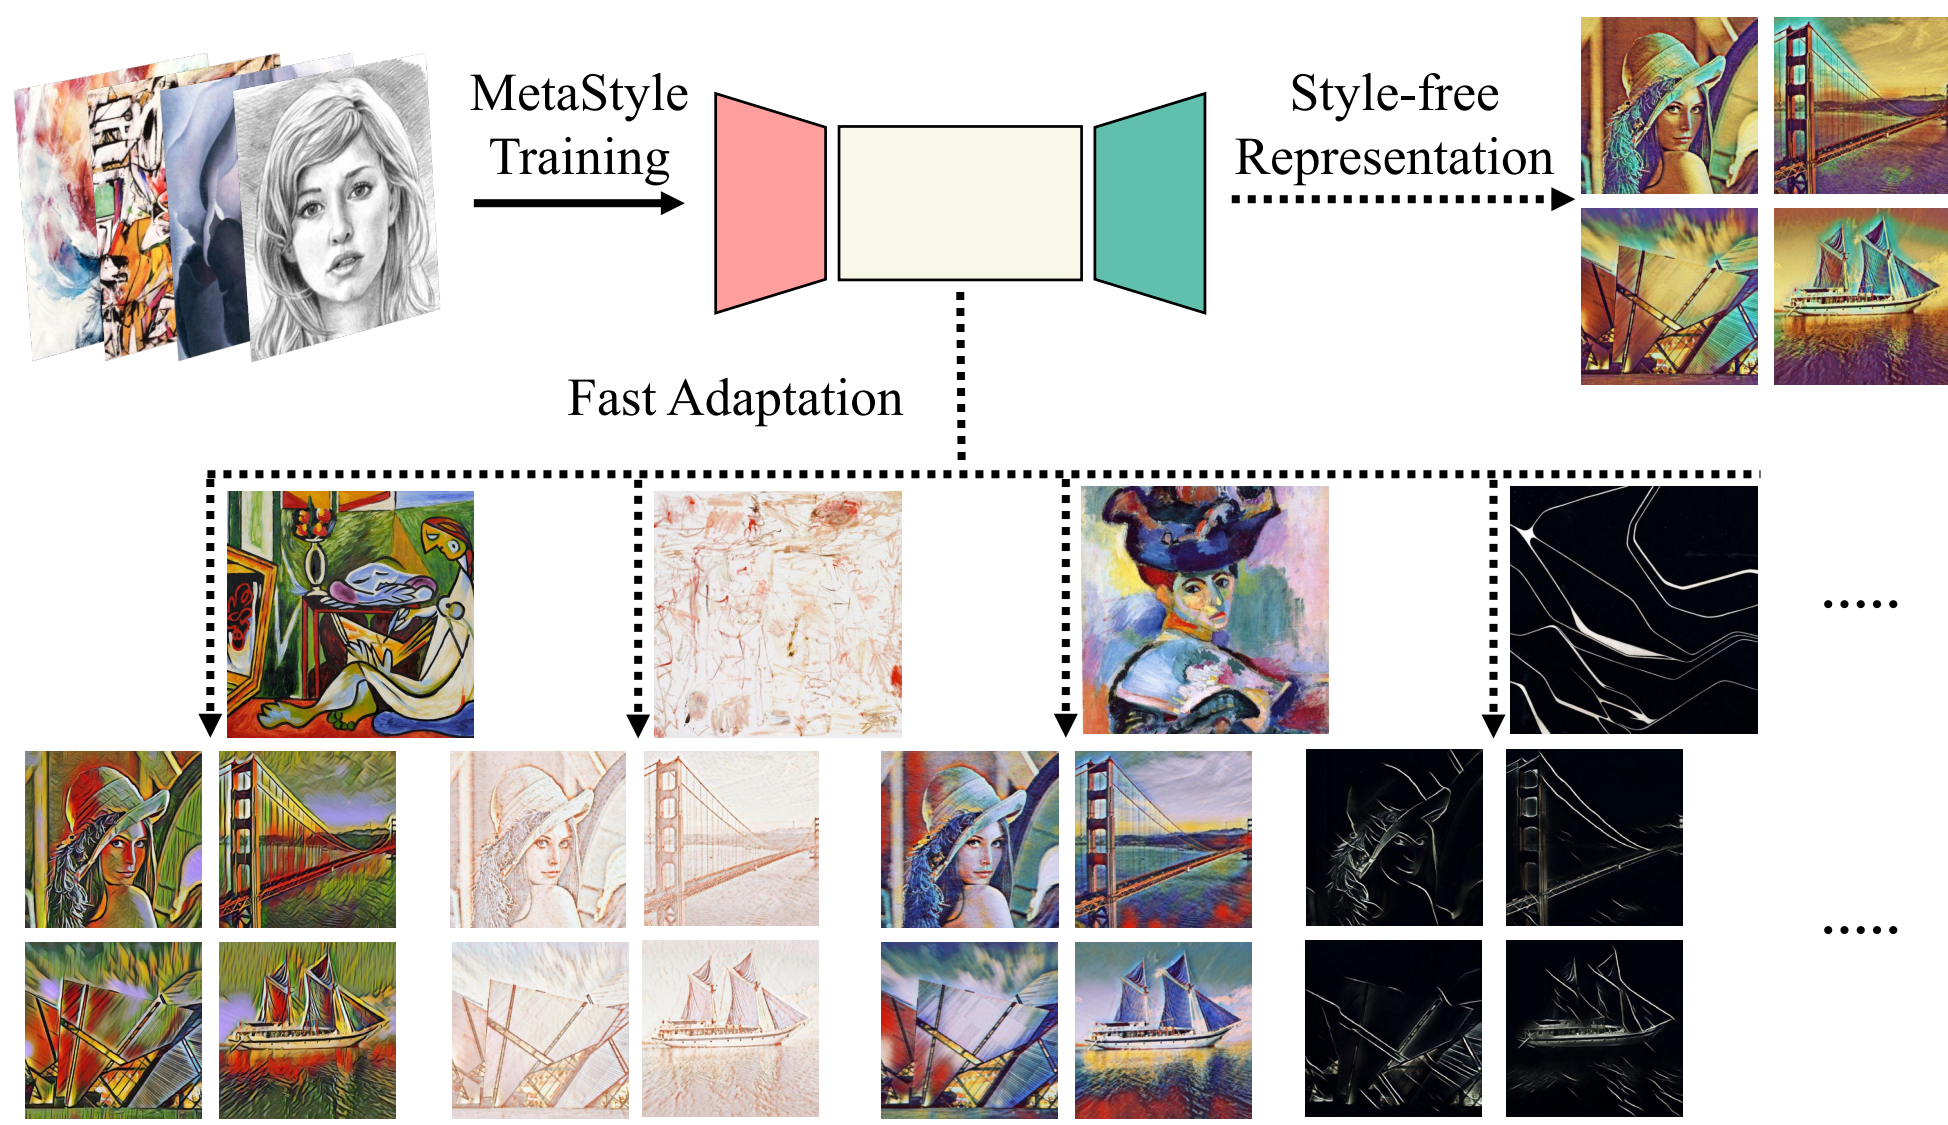 MetaStyle
Training
Style-free
Representation
Fast Adaptation
.....
.....